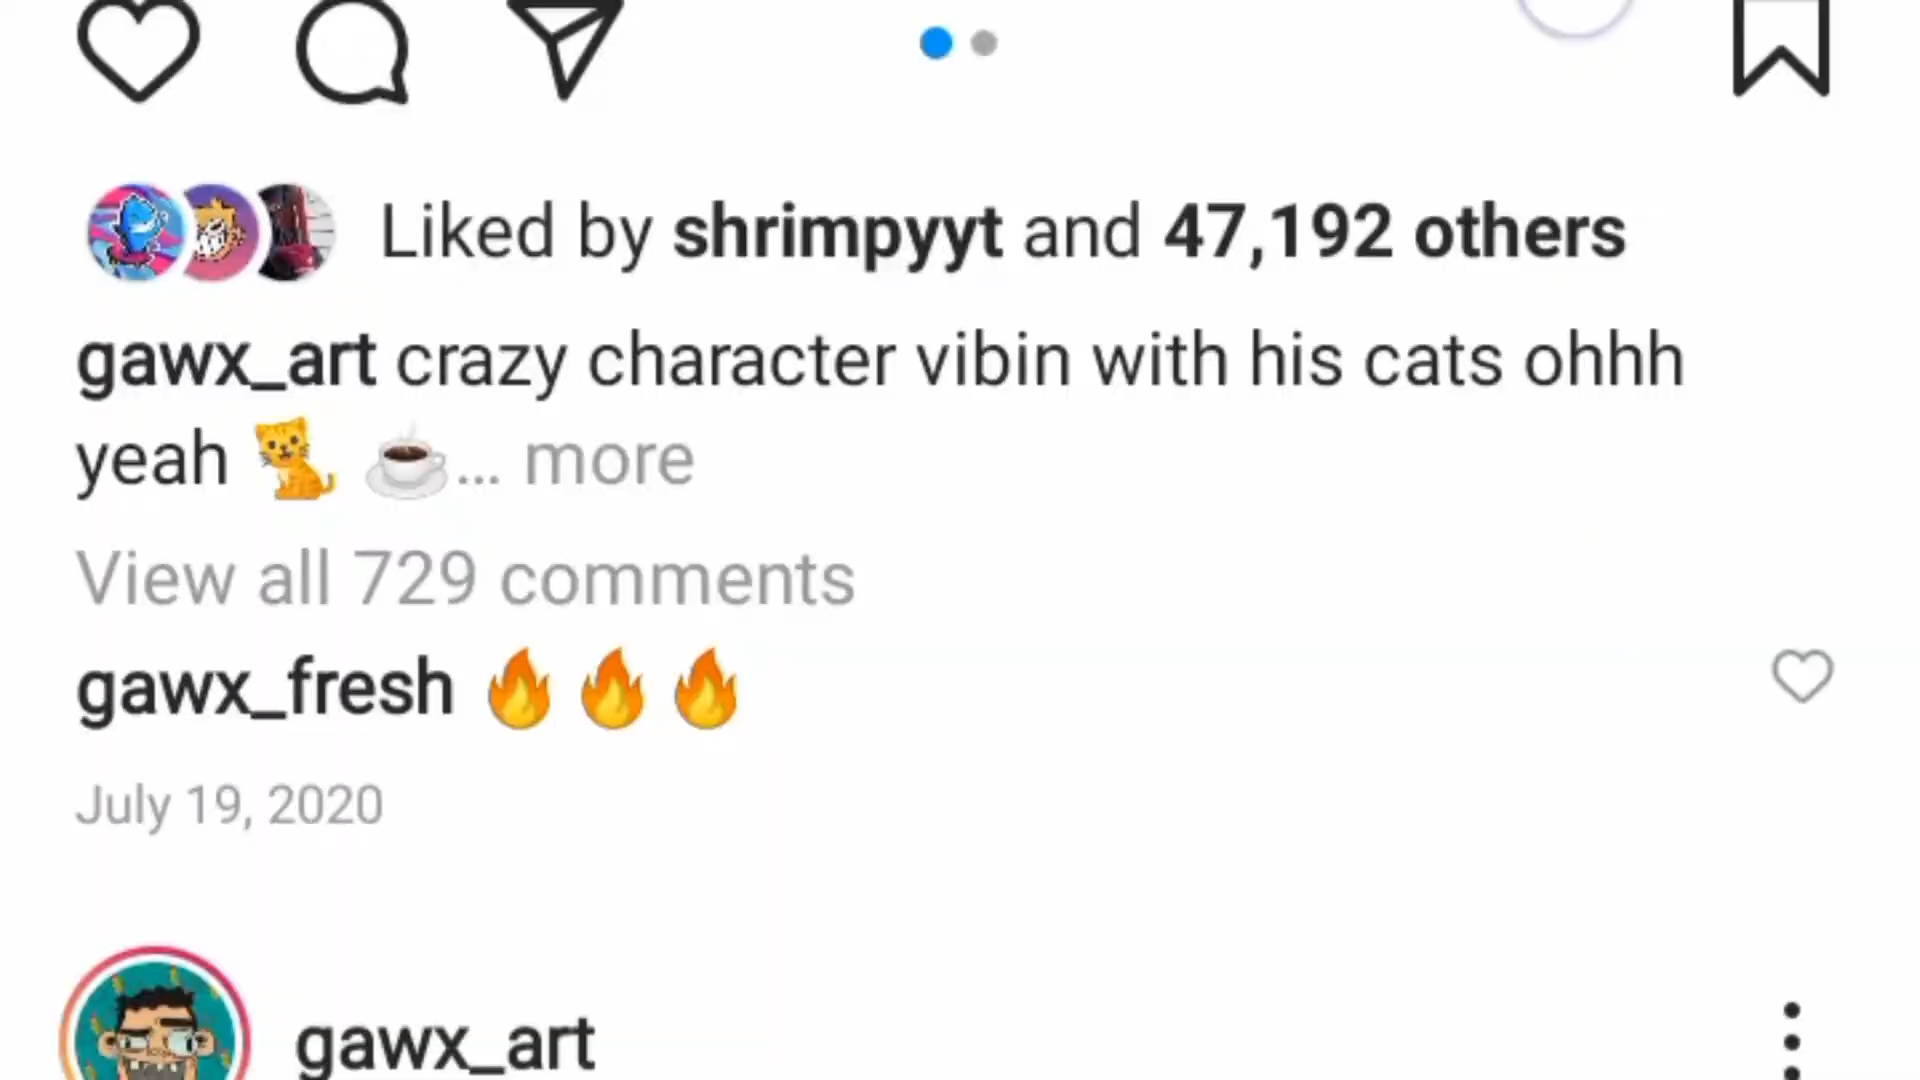 Liked by shrimpyyt and 47,192 others
gawx_art crazy character vibin with his cats ohhh
yeah 🐈 ☕... more
View all 729 comments
gawx_fresh 🔥 🔥 🔥
July 19, 2020
gawx_art